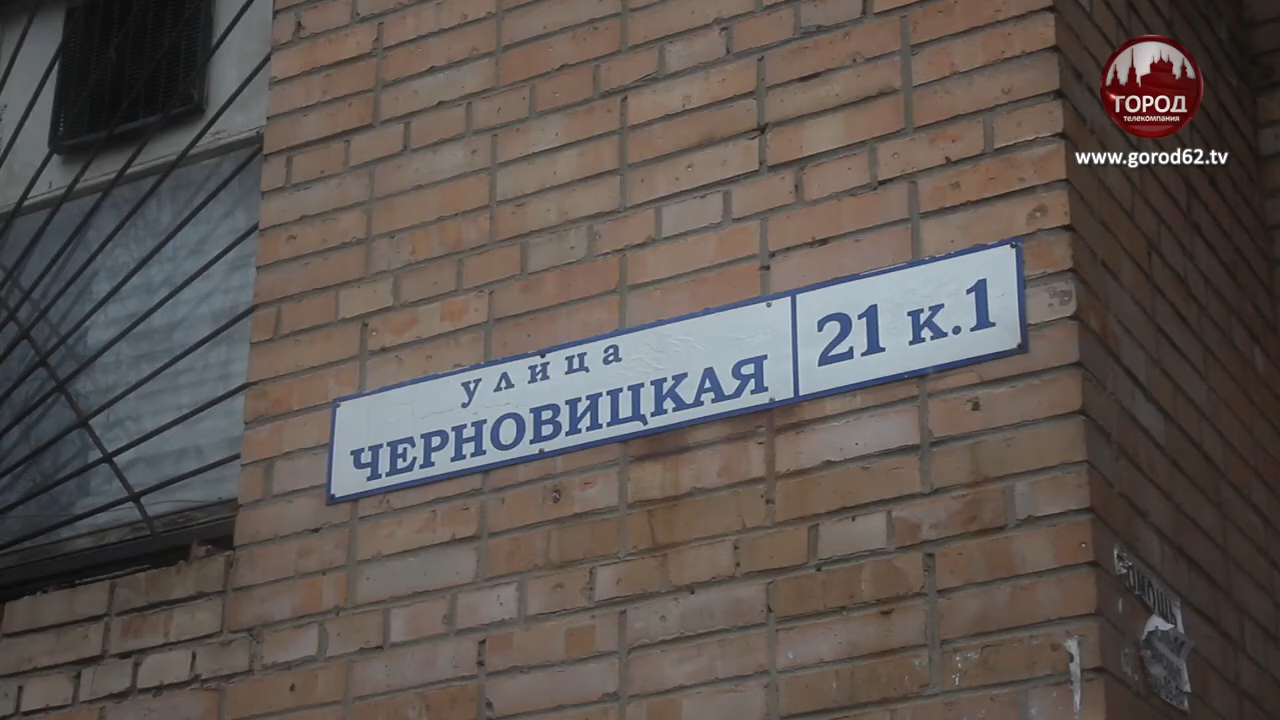 ГОРОД
телекомпания
www.gorod62.tv
улица
ЧЕРНОВИЦКАЯ
21 к.1